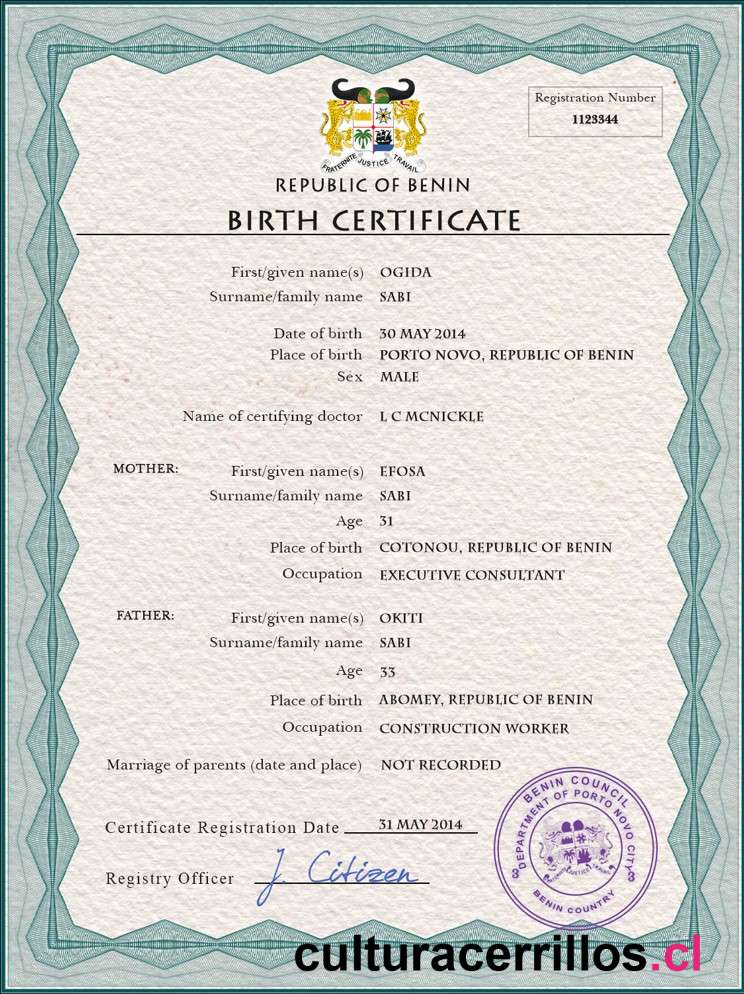 Registration Number
1123344
FRATERNITE JUSTICE TRAVAIL
REPUBLIC OF BENIN
BIRTH CERTIFICATE
First/given name(s) OGIDA
Surname/family name SABI
Date of birth 30 MAY 2014
Place of birth PORTO NOVO, REPUBLIC OF BENIN
Sex MALE
Name of certifying doctor L C MCNICKLE
MOTHER: First/given name(s) EFOSA
Surname/family name SABI
Age 31
Place of birth COTONOU, REPUBLIC OF BENIN
Occupation EXECUTIVE CONSULTANT
FATHER: First/given name(s) OKITI
Surname/family name SABI
Age 33
Place of birth ABOMEY, REPUBLIC OF BENIN
Occupation CONSTRUCTION WORKER
Marriage of parents (date and place) NOT RECORDED
BENIN COUNCIL
DEPARTMENT OF PORTO NOVO CITY
3 3
BENIN COUNTRY
Certificate Registration Date 31 MAY 2014
Registry Officer J. Citizen
culturacerrillos.cl